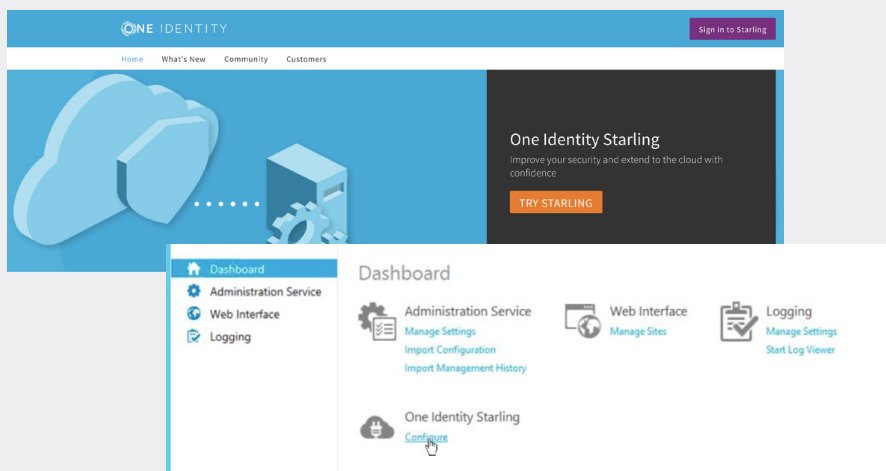 ONE IDENTITY
Sign in to Starling
Home What's New Community Customers
One Identity Starling
Improve your security and extend to the cloud with
confidence
TRY STARLING
Dashboard
Administration Service
Web Interface
Logging
Dashboard
Administration Service
Manage Settings
Import Configuration
Import Management History
Web Interface
Manage Sites
Logging
Manage Settings
Start Log Viewer
One Identity Starling
Configure